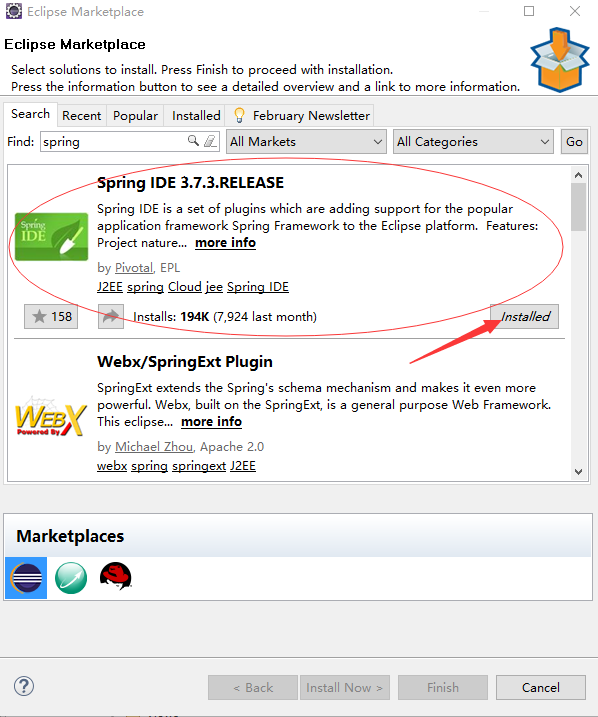 Eclipse Marketplace
Eclipse Marketplace
Select solutions to install. Press Finish to proceed with installation.
Press the information button to see a detailed overview and a link to more information.
Search Recent Popular Installed February Newsletter
Find: spring All Markets All Categories Go
Spring IDE 3.7.3.RELEASE
Spring IDE is a set of plugins which are adding support for the popular
application framework Spring Framework to the Eclipse platform. Features:
Project nature... more info
Spring
IDE
by Pivotal, EPL
J2EE spring Cloud jee Spring IDE
158 Installs: 194K (7,924 last month) Installed
Webx/SpringExt Plugin
SpringExt extends the Spring's schema mechanism and makes it even more
powerful. Webx, built on the SpringExt, is a general purpose Web Framework.
This eclipse... more info
WEBX
Powered By
by Michael Zhou, Apache 2.0
webx spring springext J2EE
Marketplaces
? < Back Install Now > Finish Cancel